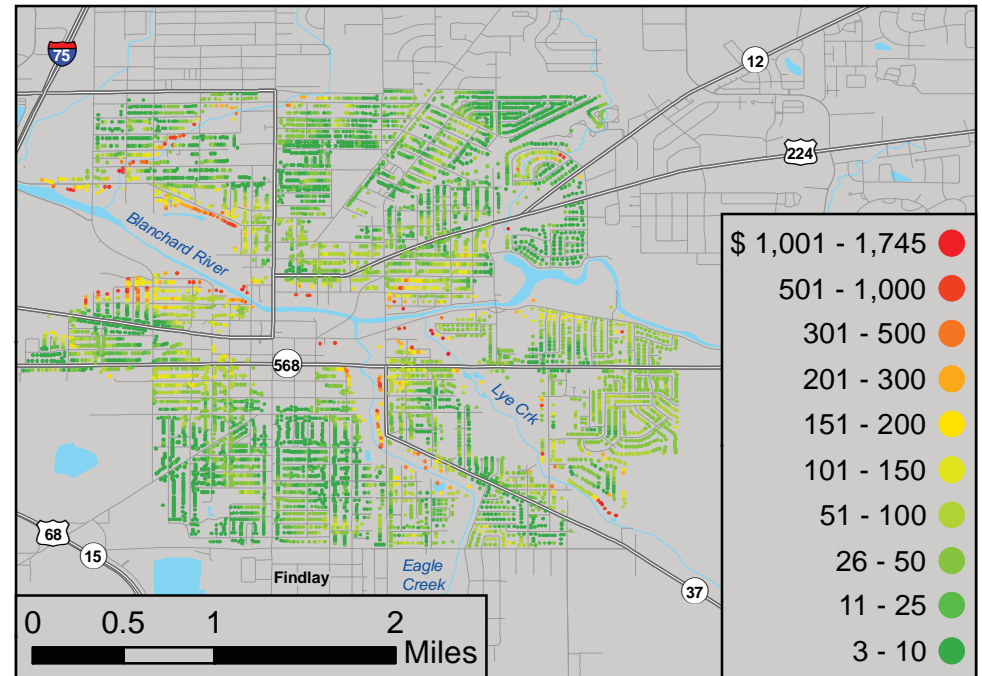 75
12
224
Blanchard River
$ 1,001 - 1,745
501 - 1,000
301 - 500
201 - 300
151 - 200
101 - 150
51 - 100
26 - 50
11 - 25
3 - 10
568
Lye Crk
68
15
Findlay
Eagle
Creek
37
0 0.5 1 2
Miles